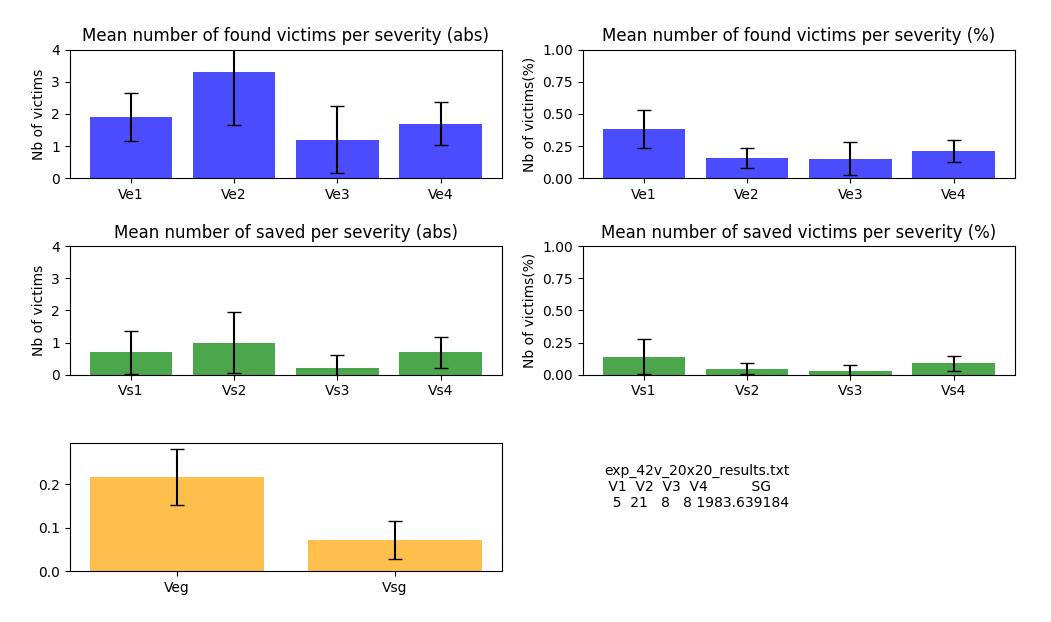 Mean number of found victims per severity (abs)
Nb of victims
4
3
2
1
0
Ve1 Ve2 Ve3 Ve4
Mean number of found victims per severity (%)
Nb of victims(%)
1.00
0.75
0.50
0.25
0.00
Ve1 Ve2 Ve3 Ve4
Mean number of saved per severity (abs)
Nb of victims
4
3
2
1
0
Vs1 Vs2 Vs3 Vs4
Mean number of saved victims per severity (%)
Nb of victims(%)
1.00
0.75
0.50
0.25
0.00
Vs1 Vs2 Vs3 Vs4
0.2
0.1
0.0
Veg Vsg
exp_42v_20x20_results.txt
V1 V2 V3 V4 SG
5 21 8 8 1983.639184